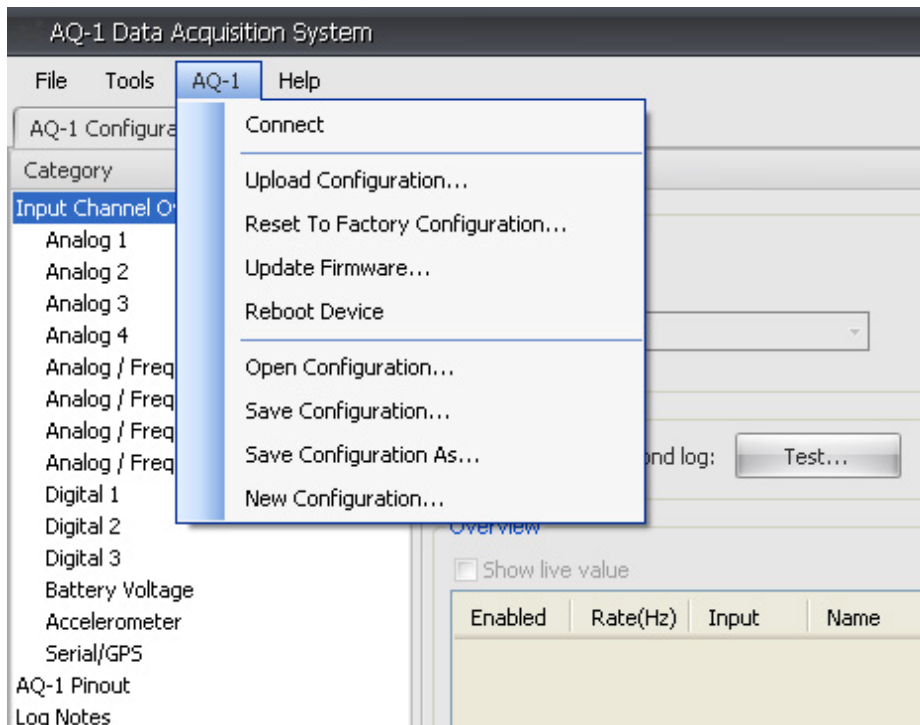 AQ-1 Data Acquisition System
File Tools AQ-1 Help
AQ-1
Category
Input Channel
Analog 1
Analog 2
Analog 3
Analog 4
Analog / Freq
Analog / Freq
Analog / Freq
Analog / Freq
Digital 1
Digital 2
Digital 3
Battery Voltage
Accelerometer
Serial/GPS
AQ-1 Pinout
Log Notes
Connect
Upload Configuration...
Reset To Factory Configuration...
Update Firmware...
Reboot Device
Open Configuration...
Save Configuration...
Save Configuration As...
New Configuration...
log: Test...
Overview
Show live value
Enabled Rate(Hz) Input Name